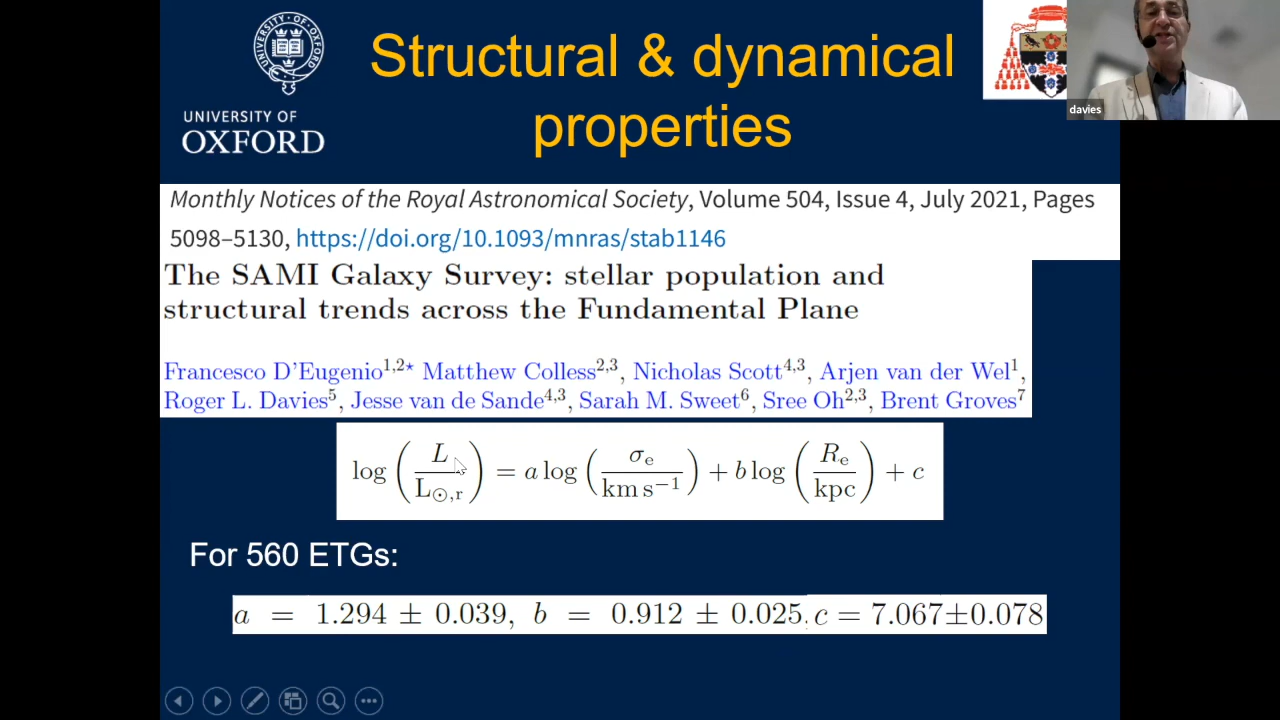 UNIVERSITY OF OXFORD
UNIVERSITY OF
OXFORD
Structural & dynamical
properties
davies
Monthly Notices of the Royal Astronomical Society, Volume 504, Issue 4, July 2021, Pages
5098–5130, https://doi.org/10.1093/mnras/stab1146
The SAMI Galaxy Survey: stellar population and
structural trends across the Fundamental Plane
Francesco D'Eugenio1,2⋆ Matthew Colless2,3, Nicholas Scott4,3, Arjen van der Wel1,
Roger L. Davies5, Jesse van de Sande4,3, Sarah M. Sweet6, Sree Oh2,3, Brent Groves7
log (L / L⊙,r) = a log (σe / km s−1) + b log (Re / kpc) + c
For 560 ETGs:
a = 1.294 ± 0.039, b = 0.912 ± 0.025, c = 7.067±0.078